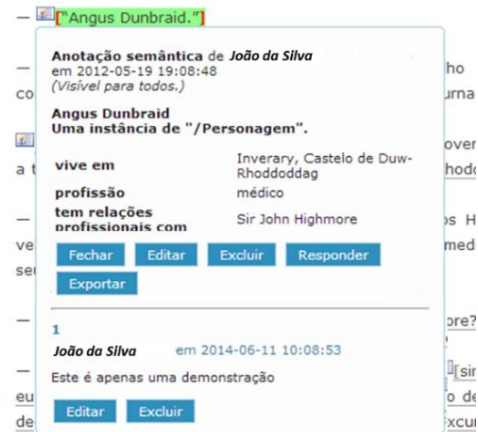 — ["Angus Dunbraid."]
Anotação semântica de João da Silva
em 2012-05-19 19:08:48
(Visível para todos.)
Angus Dunbraid
Uma instância de "/Personagem".
vive em Inverary, Castelo de Duw-
Rhoddoddag
profissão médico
tem relações
profissionais com Sir John Highmore
Fechar Editar Excluir Responder
Exportar
1
João da Silva em 2014-06-11 10:08:53
Este é apenas uma demonstração
Editar Excluir